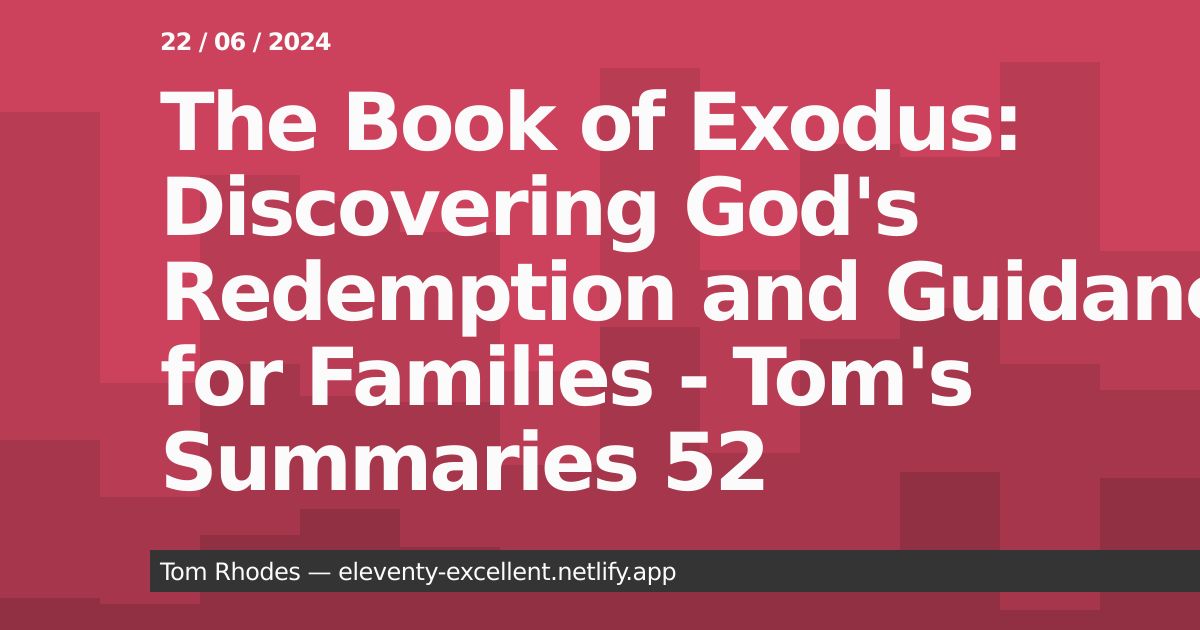 22 / 06 / 2024
The Book of Exodus:
Discovering God's
Redemption and Guidanc
for Families - Tom's
Summaries 52
Tom Rhodes — eleventy-excellent.netlify.app